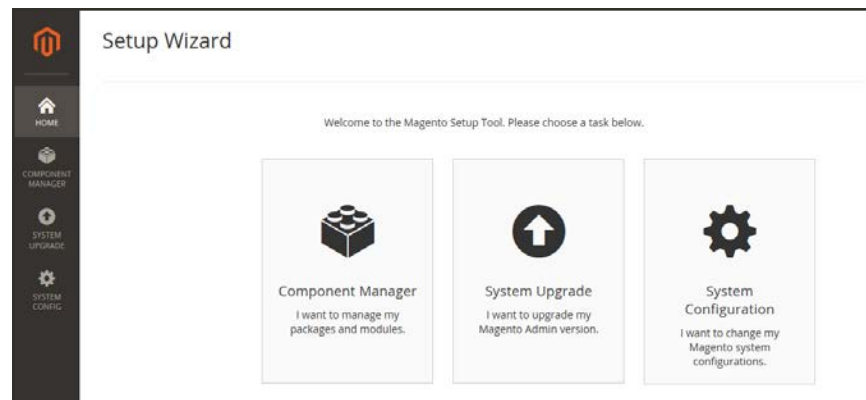 Setup Wizard
HOME
COMPONENT
MANAGER
SYSTEM
UPGRADE
SYSTEM
CONFIG
Welcome to the Magento Setup Tool. Please choose a task below.
Component Manager
I want to manage my
packages and modules.
System Upgrade
I want to upgrade my
Magento Admin version.
System
Configuration
I want to change my
Magento system
configurations.